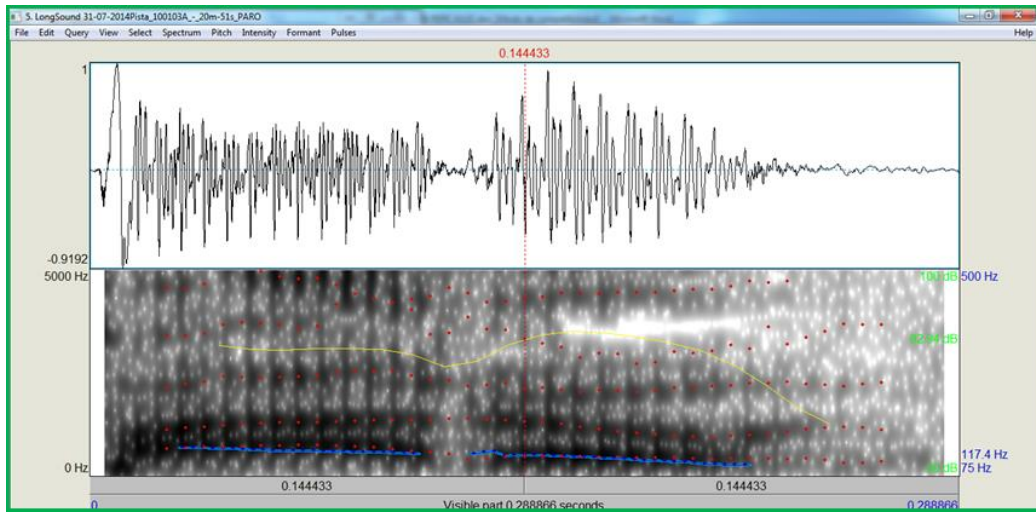 5. LongSound 31-07-2014Pista_100103A_-_20m-51s_PARO
File Edit Query View Select Spectrum Pitch Intensity Formant Pulses Help
0.144433
1
-0.9192
5000 Hz 100 dB 500 Hz
dB
117.4 Hz
0 Hz dB 75 Hz
0.144433 0.144433
0 Visible part 0.288866 seconds 0.288866